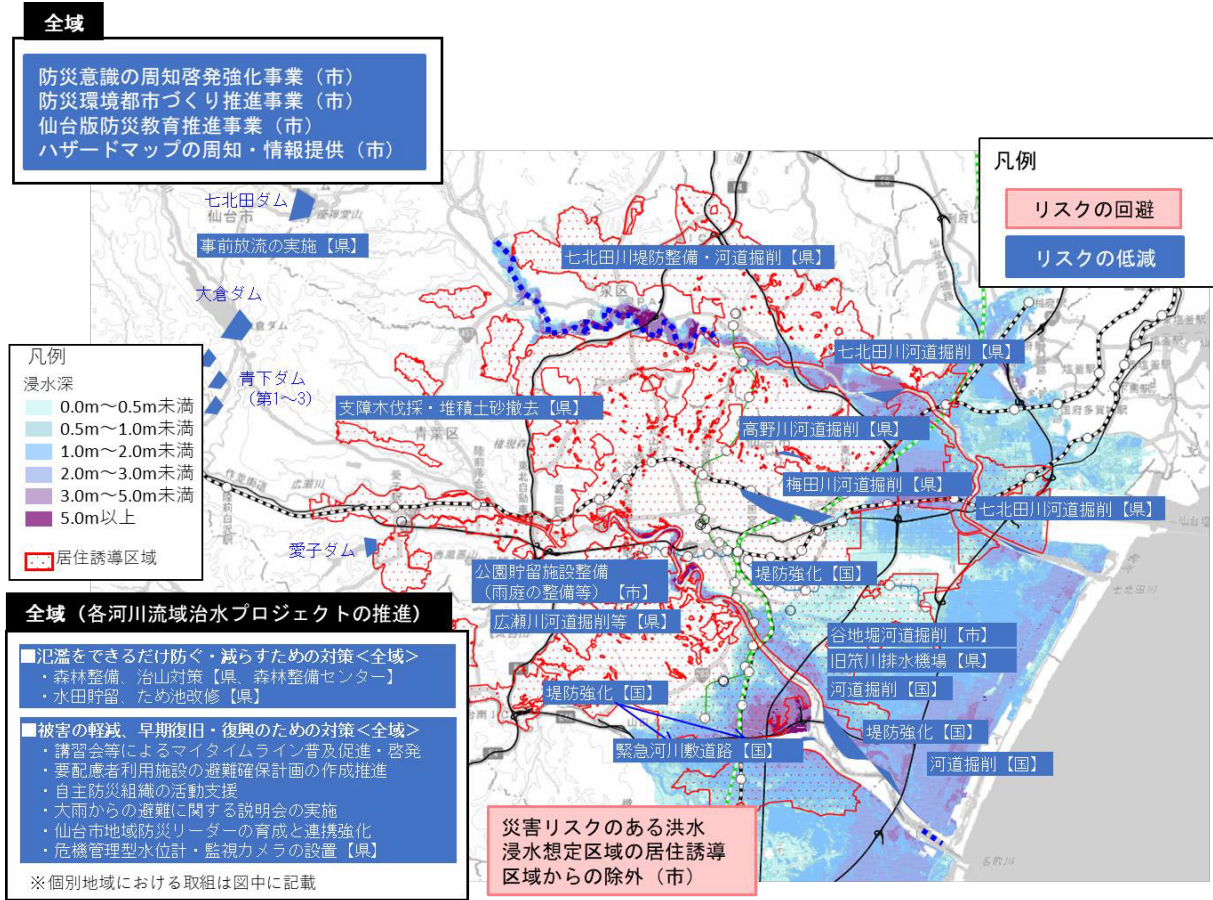 全域
防災意識の周知啓発強化事業（市）
防災環境都市づくり推進事業（市）
仙台版防災教育推進事業（市）
ハザードマップの周知・情報提供（市）
凡例
リスクの回避
リスクの低減
七北田ダム
仙台市
事前放流の実施【県】
大倉ダム
青下ダム
（第1～3）
愛子ダム
七北田川堤防整備・河道掘削【県】
泉区
七北田川河道掘削【県】
支障木伐採・堆積土砂撤去【県】
青葉区
高野川河道掘削【県】
梅田川河道掘削【県】
七北田川河道掘削【県】
凡例
浸水深
0.0m～0.5m未満
0.5m～1.0m未満
1.0m～2.0m未満
2.0m～3.0m未満
3.0m～5.0m未満
5.0m以上
居住誘導区域
広瀬川
七北田川
公園貯留施設整備
（雨庭の整備等）【市】
堤防強化【国】
広瀬川河道掘削等【県】
谷地堀河道掘削【市】
旧笊川排水機場【県】
河道掘削【国】
堤防強化【国】
堤防強化【国】
緊急河川敷道路【国】
河道掘削【国】
名取川
全域（各河川流域治水プロジェクトの推進）
■氾濫をできるだけ防ぐ・減らすための対策＜全域＞
・森林整備、治山対策【県、森林整備センター】
・水田貯留、ため池改修【県】
■被害の軽減、早期復旧・復興のための対策＜全域＞
・講習会等によるマイタイムライン普及促進・啓発
・要配慮者利用施設の避難確保計画の作成推進
・自主防災組織の活動支援
・大雨からの避難に関する説明会の実施
・仙台市地域防災リーダーの育成と連携強化
・危機管理型水位計・監視カメラの設置【県】
※個別地域における取組は図中に記載
災害リスクのある洪水
浸水想定区域の居住誘導
区域からの除外（市）